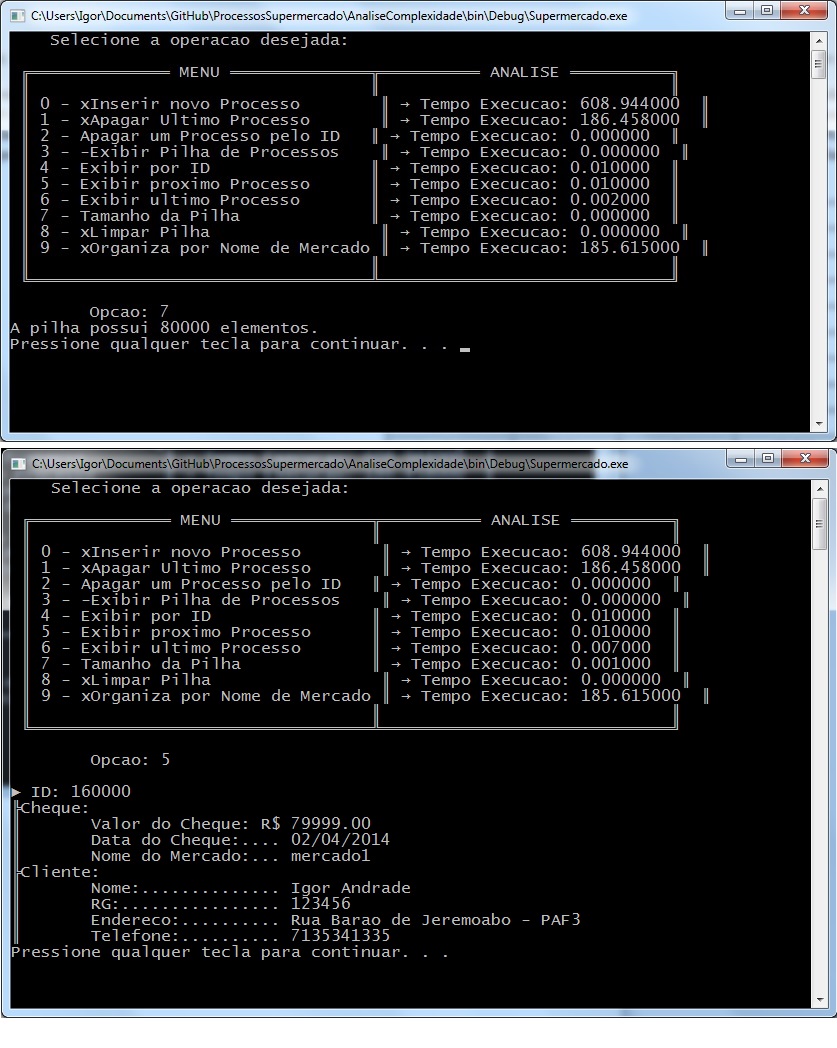 C:\Users\Igor\Documents\GitHub\ProcessosSupermercado\AnaliseComplexidade\bin\Debug\Supermercado.exe
Selecione a operacao desejada:
MENU ANALISE
0 - xInserir novo Processo → Tempo Execucao: 608.944000
1 - xApagar Ultimo Processo → Tempo Execucao: 186.458000
2 - Apagar um Processo pelo ID → Tempo Execucao: 0.000000
3 - -Exibir Pilha de Processos → Tempo Execucao: 0.000000
4 - Exibir por ID → Tempo Execucao: 0.010000
5 - Exibir proximo Processo → Tempo Execucao: 0.010000
6 - Exibir ultimo Processo → Tempo Execucao: 0.002000
7 - Tamanho da Pilha → Tempo Execucao: 0.000000
8 - xLimpar Pilha → Tempo Execucao: 0.000000
9 - xOrganiza por Nome de Mercado → Tempo Execucao: 185.615000
Opcao: 7
A pilha possui 80000 elementos.
Pressione qualquer tecla para continuar. . .
C:\Users\Igor\Documents\GitHub\ProcessosSupermercado\AnaliseComplexidade\bin\Debug\Supermercado.exe
Selecione a operacao desejada:
MENU ANALISE
0 - xInserir novo Processo → Tempo Execucao: 608.944000
1 - xApagar Ultimo Processo → Tempo Execucao: 186.458000
2 - Apagar um Processo pelo ID → Tempo Execucao: 0.000000
3 - -Exibir Pilha de Processos → Tempo Execucao: 0.000000
4 - Exibir por ID → Tempo Execucao: 0.010000
5 - Exibir proximo Processo → Tempo Execucao: 0.010000
6 - Exibir ultimo Processo → Tempo Execucao: 0.007000
7 - Tamanho da Pilha → Tempo Execucao: 0.001000
8 - xLimpar Pilha → Tempo Execucao: 0.000000
9 - xOrganiza por Nome de Mercado → Tempo Execucao: 185.615000
Opcao: 5
► ID: 160000
Cheque:
Valor do Cheque: R$ 79999.00
Data do Cheque:.... 02/04/2014
Nome do Mercado:... mercado1
Cliente:
Nome:.............. Igor Andrade
RG:................ 123456
Endereco:.......... Rua Barao de Jeremoabo - PAF3
Telefone:.......... 7135341335
Pressione qualquer tecla para continuar. . .